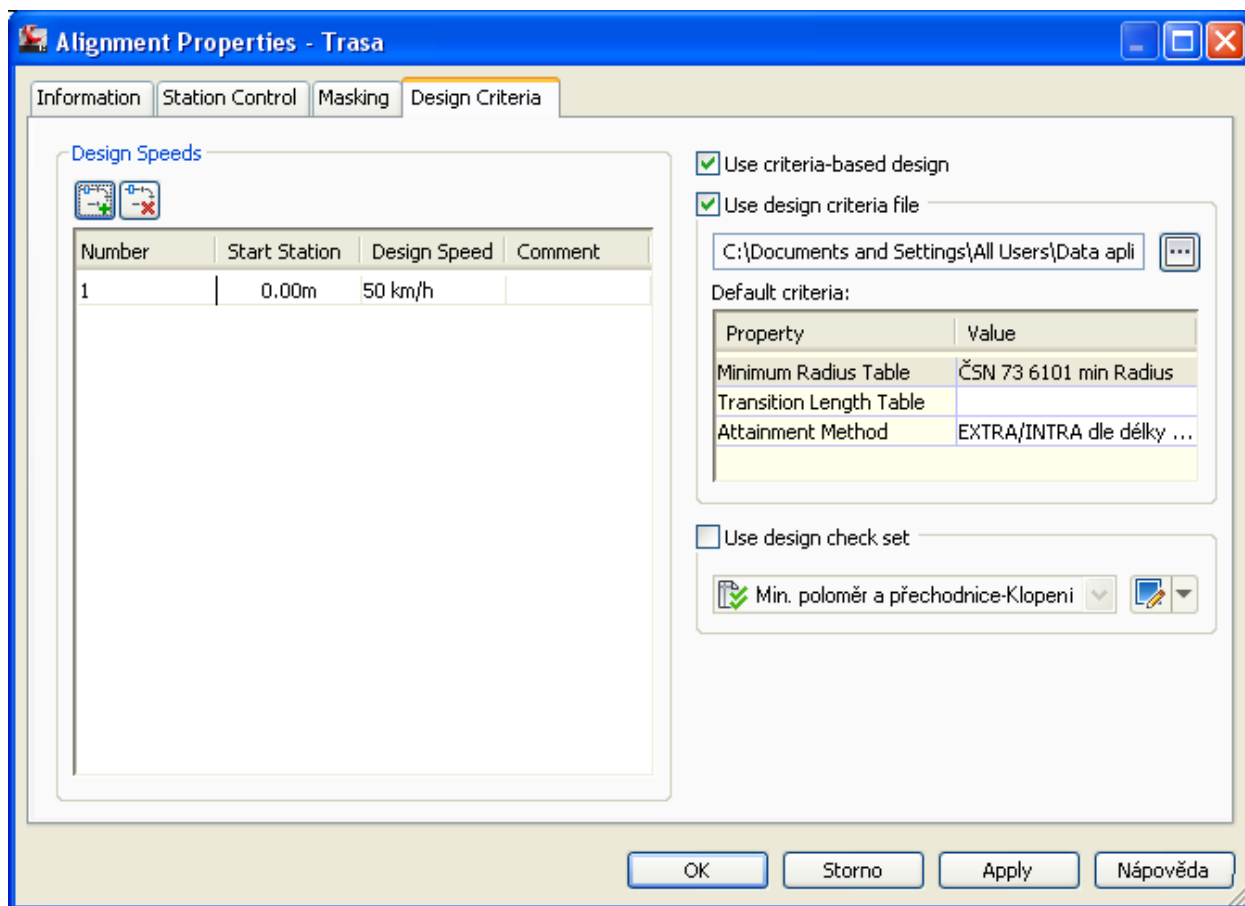 Alignment Properties - Trasa
Information Station Control Masking Design Criteria
Design Speeds
Number Start Station Design Speed Comment
1 0.00m 50 km/h
Use criteria-based design
Use design criteria file
C:\Documents and Settings\All Users\Data apli
...
Default criteria:
Property Value
Minimum Radius Table ČSN 73 6101 min Radius
Transition Length Table
Attainment Method EXTRA/INTRA dle délky ...
Use design check set
Min. poloměr a přechodnice-Klopeni
OK Storno Apply Nápověda